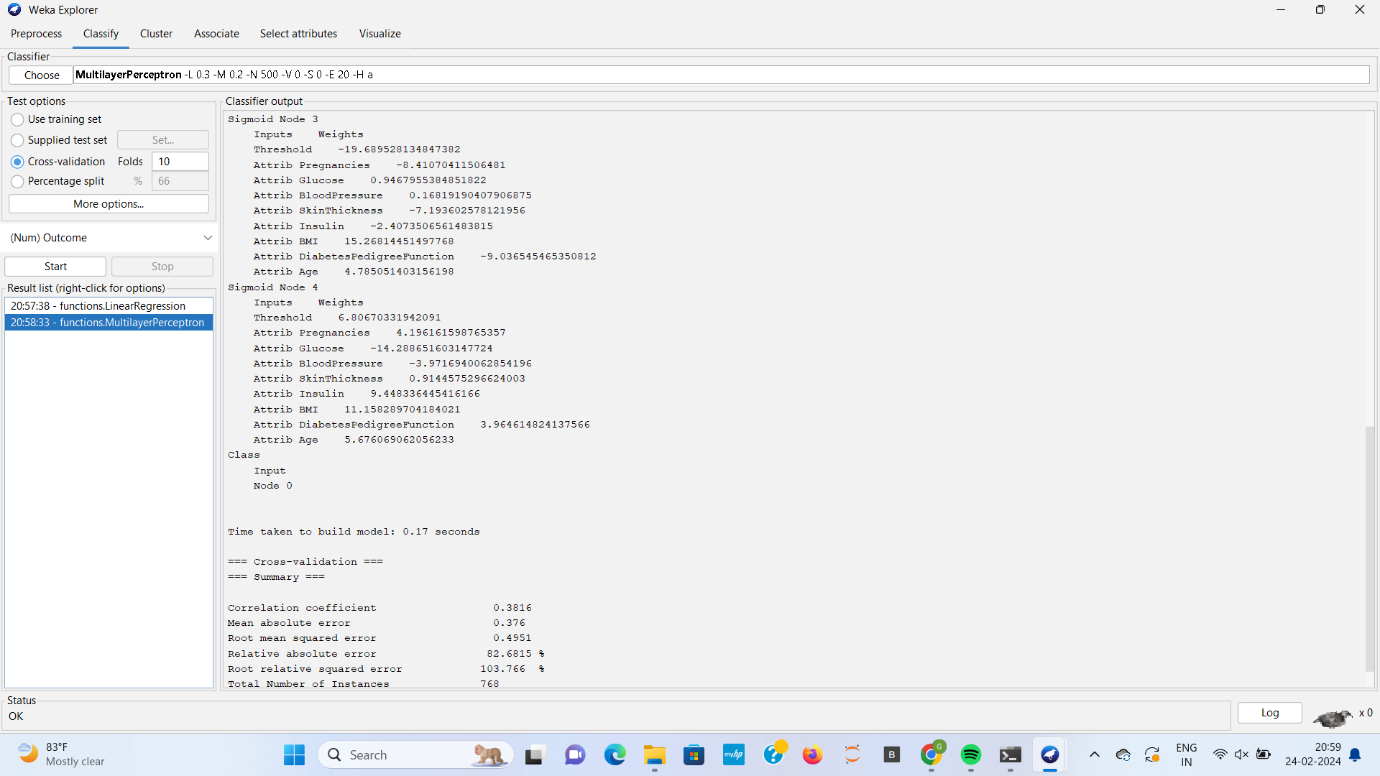 Weka Explorer
Preprocess Classify Cluster Associate Select attributes Visualize
Classifier
Choose MultilayerPerceptron -L 0.3 -M 0.2 -N 500 -V 0 -S 0 -E 20 -H a
Test options
Use training set
Supplied test set Set...
Cross-validation Folds 10
Percentage split % 66
More options...
(Num) Outcome
Start Stop
Result list (right-click for options)
20:57:38 - functions.LinearRegression
20:58:33 - functions.MultilayerPerceptron
Classifier output
Sigmoid Node 3
Inputs Weights
Threshold -19.689528134847382
Attrib Pregnancies -8.41070411506481
Attrib Glucose 0.9467955384851822
Attrib BloodPressure 0.16819190407906875
Attrib SkinThickness -7.193602578121956
Attrib Insulin -2.4073506561483815
Attrib BMI 15.26814451497768
Attrib DiabetesPedigreeFunction -9.036545465350812
Attrib Age 4.785051403156198
Sigmoid Node 4
Inputs Weights
Threshold 6.80670331942091
Attrib Pregnancies 4.196161598765357
Attrib Glucose -14.288651603147724
Attrib BloodPressure -3.9716940062854196
Attrib SkinThickness 0.9144575296624003
Attrib Insulin 9.448336445416166
Attrib BMI 11.158289704184021
Attrib DiabetesPedigreeFunction 3.964614824137566
Attrib Age 5.676069062056233
Class
Input
Node 0
Time taken to build model: 0.17 seconds
=== Cross-validation ===
=== Summary ===
Correlation coefficient 0.3816
Mean absolute error 0.376
Root mean squared error 0.4951
Relative absolute error 82.6815 %
Root relative squared error 103.766 %
Total Number of Instances 768
Status
OK
Log
x 0
83°F
Mostly clear
Search
myhp
B
G
ENG
IN
20:59
24-02-2024